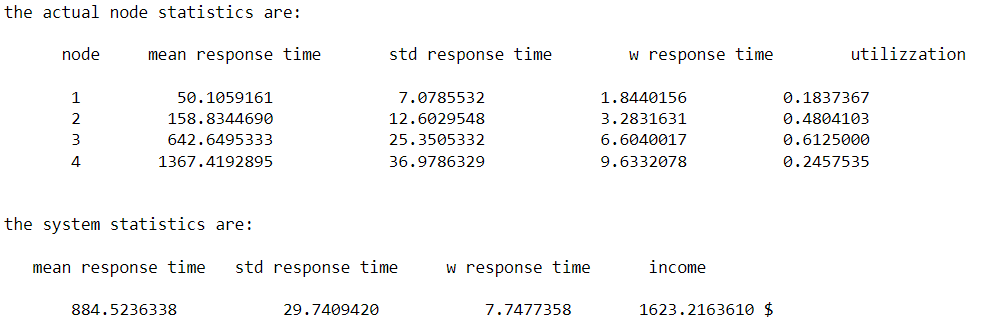 the actual node statistics are:
node mean response time std response time w response time utilizzation
1 50.1059161 7.0785532 1.8440156 0.1837367
2 158.8344690 12.6029548 3.2831631 0.4804103
3 642.6495333 25.3505332 6.6040017 0.6125000
4 1367.4192895 36.9786329 9.6332078 0.2457535
the system statistics are:
mean response time std response time w response time income
884.5236338 29.7409420 7.7477358 1623.2163610 $